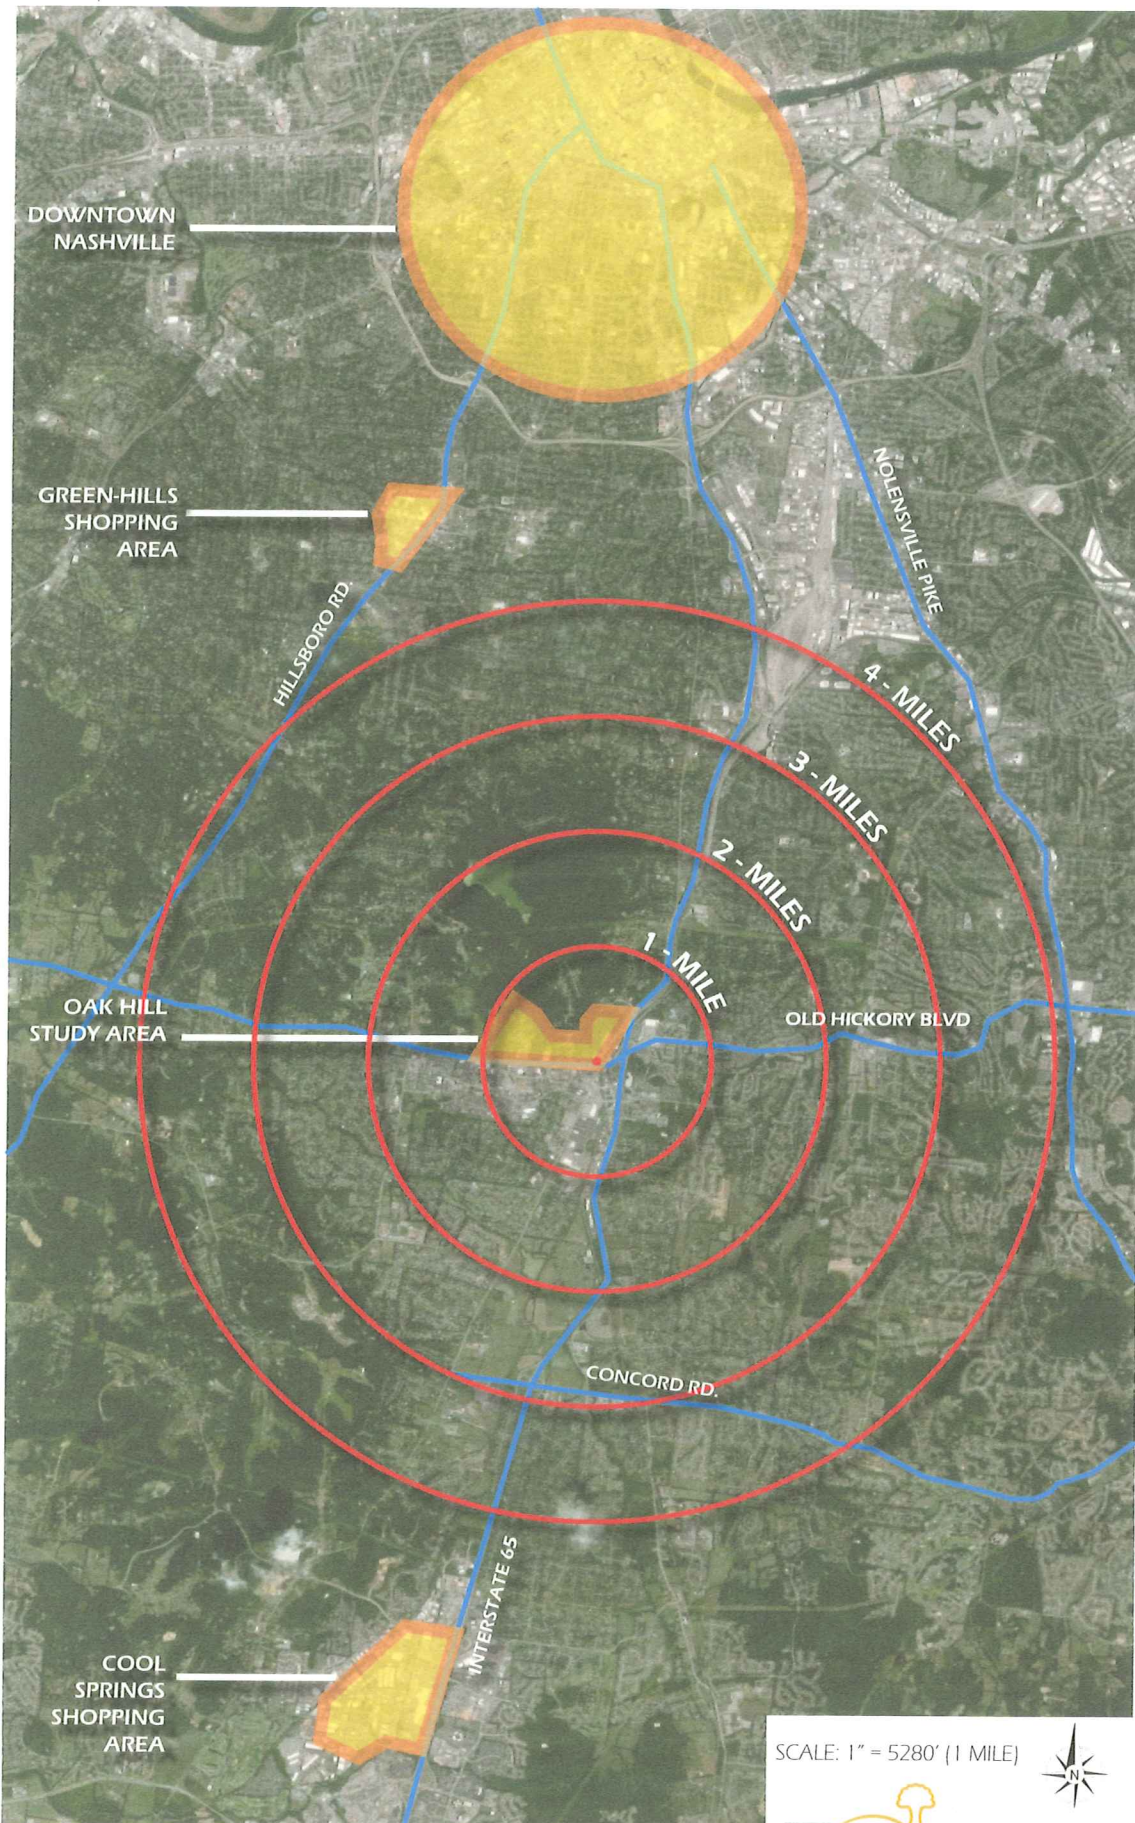 DOWNTOWN
NASHVILLE
GREEN-HILLS
SHOPPING
AREA
NOLENSVILLE PIKE
HILLSBORO RD.
4 - MILES
3 - MILES
2 - MILES
1 - MILE
OAK HILL
STUDY AREA
OLD HICKORY BLVD
CONCORD RD.
INTERSTATE 65
COOL
SPRINGS
SHOPPING
AREA
SCALE: 1" = 5280' (1 MILE)
N